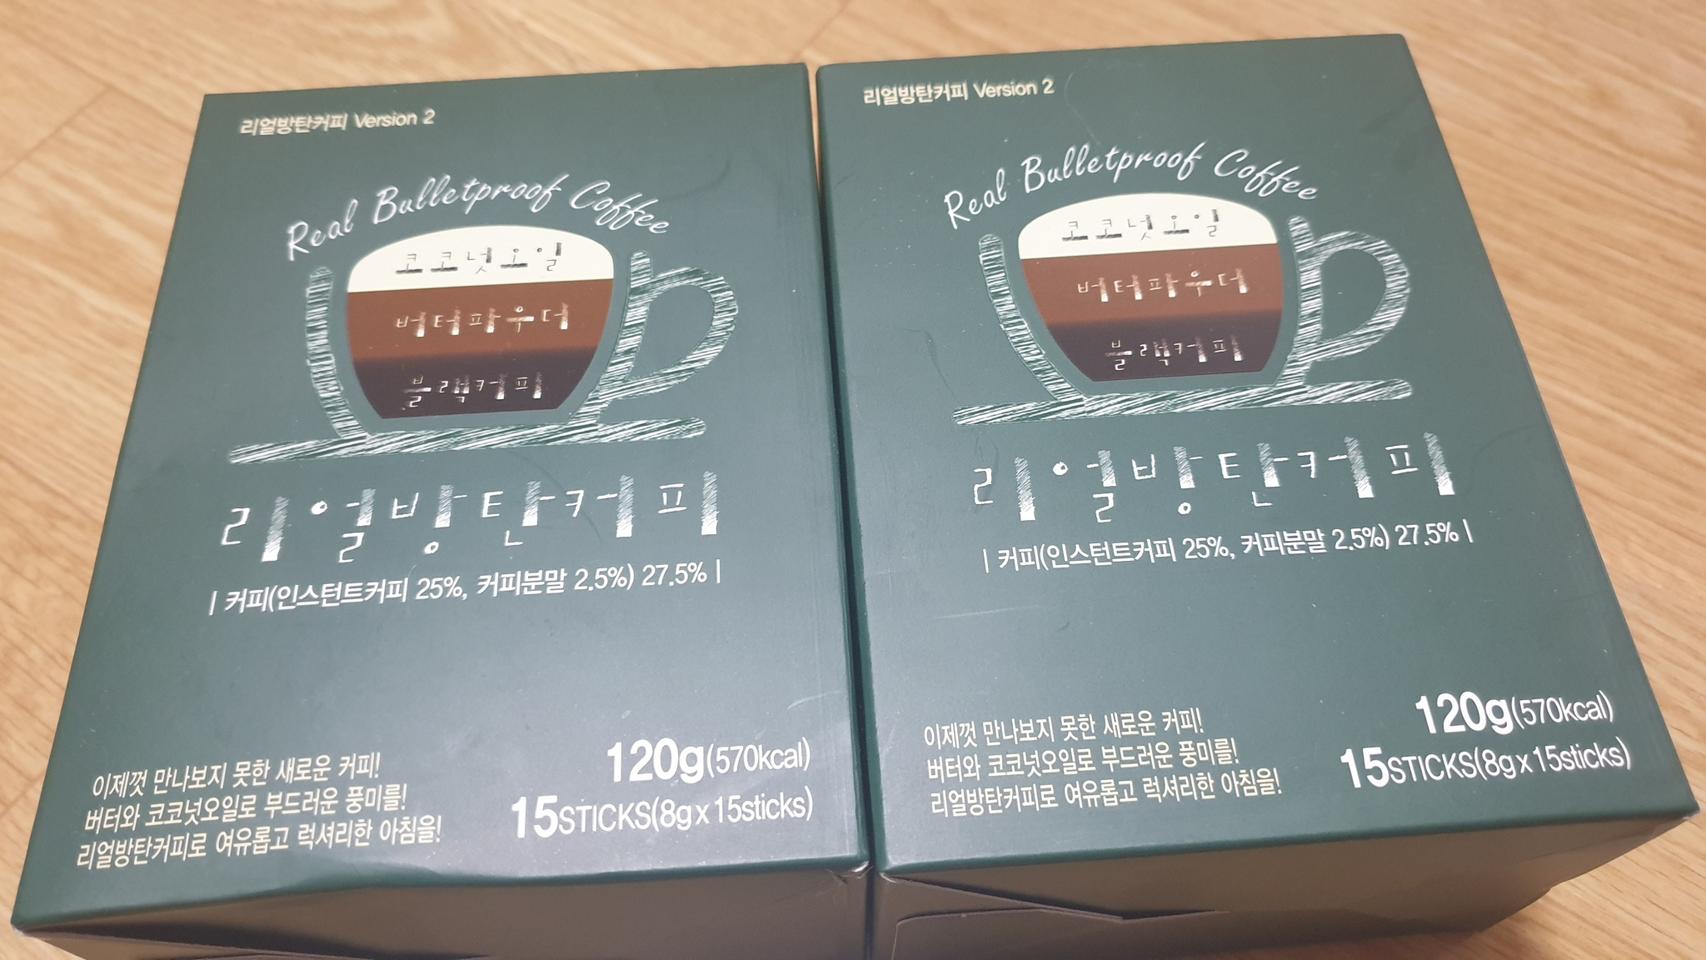 리얼방탄커피 Version 2
Real Bulletproof Coffee
코코넛오일
버터파우더
블랙커피
리얼방탄커피
| 커피(인스턴트커피 25%, 커피분말 2.5%) 27.5% |
이제껏 만나보지 못한 새로운 커피!
버터와 코코넛오일로 부드러운 풍미를!
리얼방탄커피로 여유롭고 럭셔리한 아침을!
120g(570kcal)
15STICKS(8gx15sticks)
리얼방탄커피 Version 2
Real Bulletproof Coffee
코코넛오일
버터파우더
블랙커피
리얼방탄커피
| 커피(인스턴트커피 25%, 커피분말 2.5%) 27.5% |
이제껏 만나보지 못한 새로운 커피!
버터와 코코넛오일로 부드러운 풍미를!
리얼방탄커피로 여유롭고 럭셔리한 아침을!
120g(570kcal)
15STICKS(8gx15sticks)